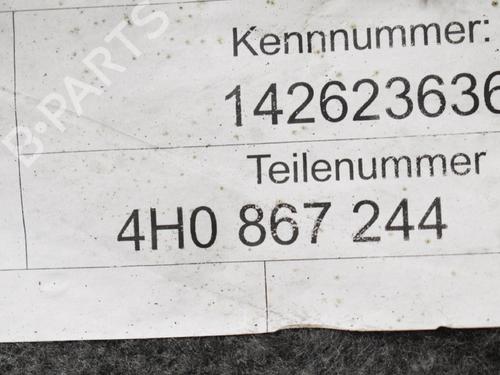 Kennnummer:
142623636
Teilenummer
4H0 867 244
B-PARTS